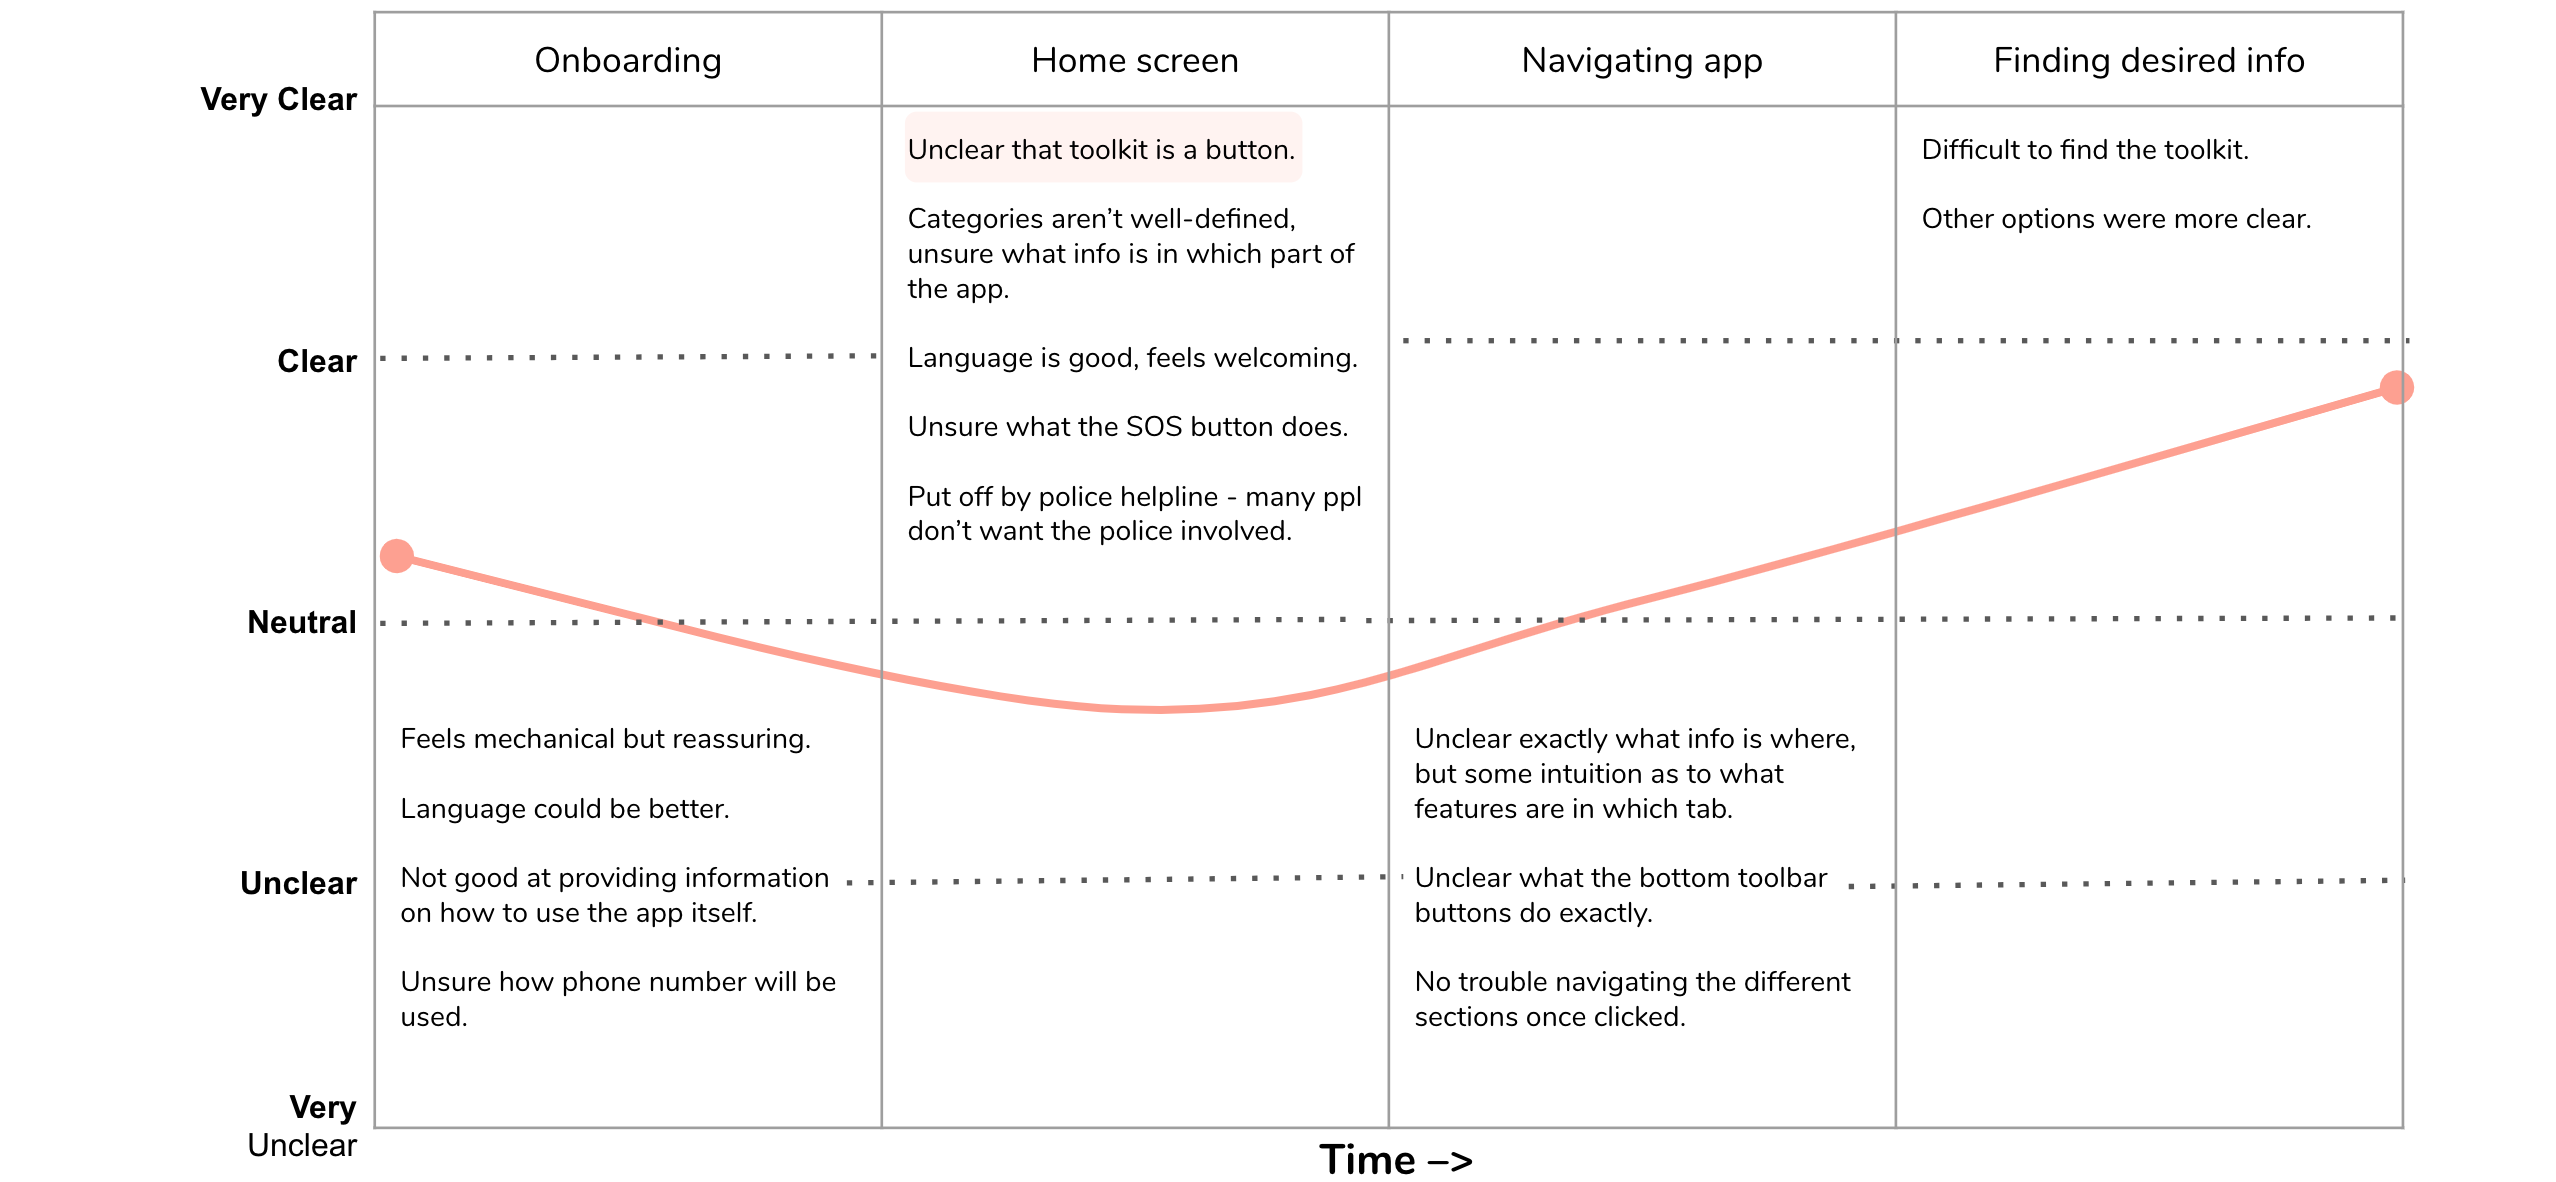 Onboarding
Home screen
Navigating app
Finding desired info
Very Clear
Clear
Neutral
Unclear
Very
Unclear
Feels mechanical but reassuring.
Language could be better.
Not good at providing information
on how to use the app itself.
Unsure how phone number will be
used.
Unclear that toolkit is a button.
Categories aren’t well-defined,
unsure what info is in which part of
the app.
Language is good, feels welcoming.
Unsure what the SOS button does.
Put off by police helpline - many ppl
don’t want the police involved.
Unclear exactly what info is where,
but some intuition as to what
features are in which tab.
Unclear what the bottom toolbar
buttons do exactly.
No trouble navigating the different
sections once clicked.
Difficult to find the toolkit.
Other options were more clear.
Time –>